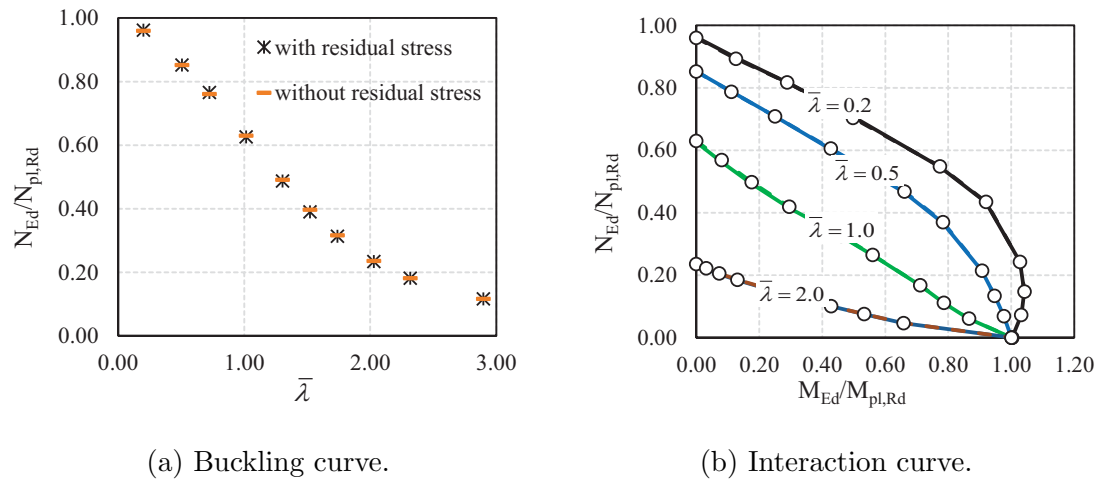 1.00
0.80
0.60
0.40
0.20
0.00
N_Ed/N_pl,Rd
with residual stress
without residual stress
0.00 1.00 2.00 3.00
λ̅
(a) Buckling curve.
1.00
0.80
0.60
0.40
0.20
0.00
N_Ed/N_pl,Rd
λ̅ = 0.2
λ̅ = 0.5
λ̅ = 1.0
λ̅ = 2.0
0.00 0.20 0.40 0.60 0.80 1.00 1.20
M_Ed/M_pl,Rd
(b) Interaction curve.